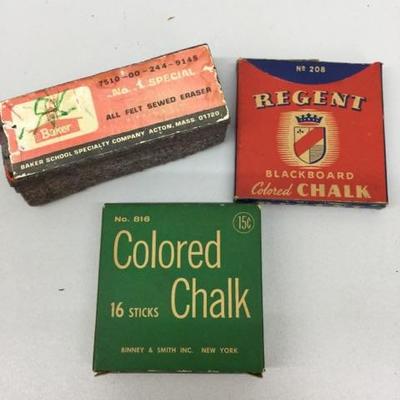 7510-00-244-9145
No. 1 SPECIAL
ALL FELT SEWED ERASER
Baker
BAKER SCHOOL SPECIALTY COMPANY ACTON, MASS. 01720
No 208
REGENT
BLACKBOARD
Colored CHALK
No. 816
15¢
Colored
16 STICKS Chalk
BINNEY & SMITH INC. NEW YORK